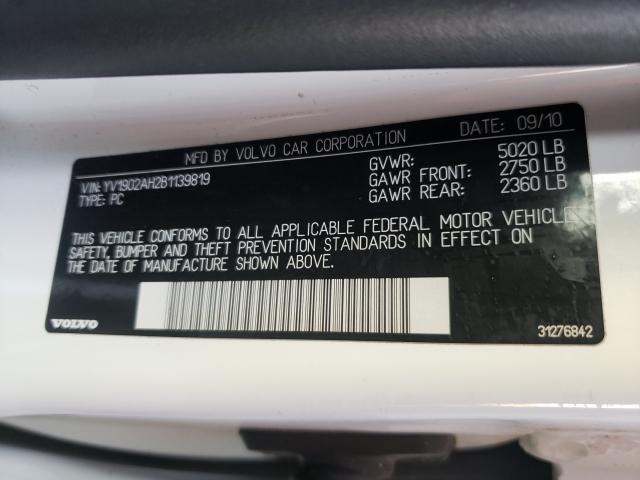 MFD BY VOLVO CAR CORPORATION DATE: 09/10
VIN: YV1902AH2B1139819
TYPE: PC
GVWR: 5020 LB
GAWR FRONT: 2750 LB
GAWR REAR: 2360 LB
THIS VEHICLE CONFORMS TO ALL APPLICABLE FEDERAL MOTOR VEHICLE
SAFETY, BUMPER AND THEFT PREVENTION STANDARDS IN EFFECT ON
THE DATE OF MANUFACTURE SHOWN ABOVE.
VOLVO 31276842